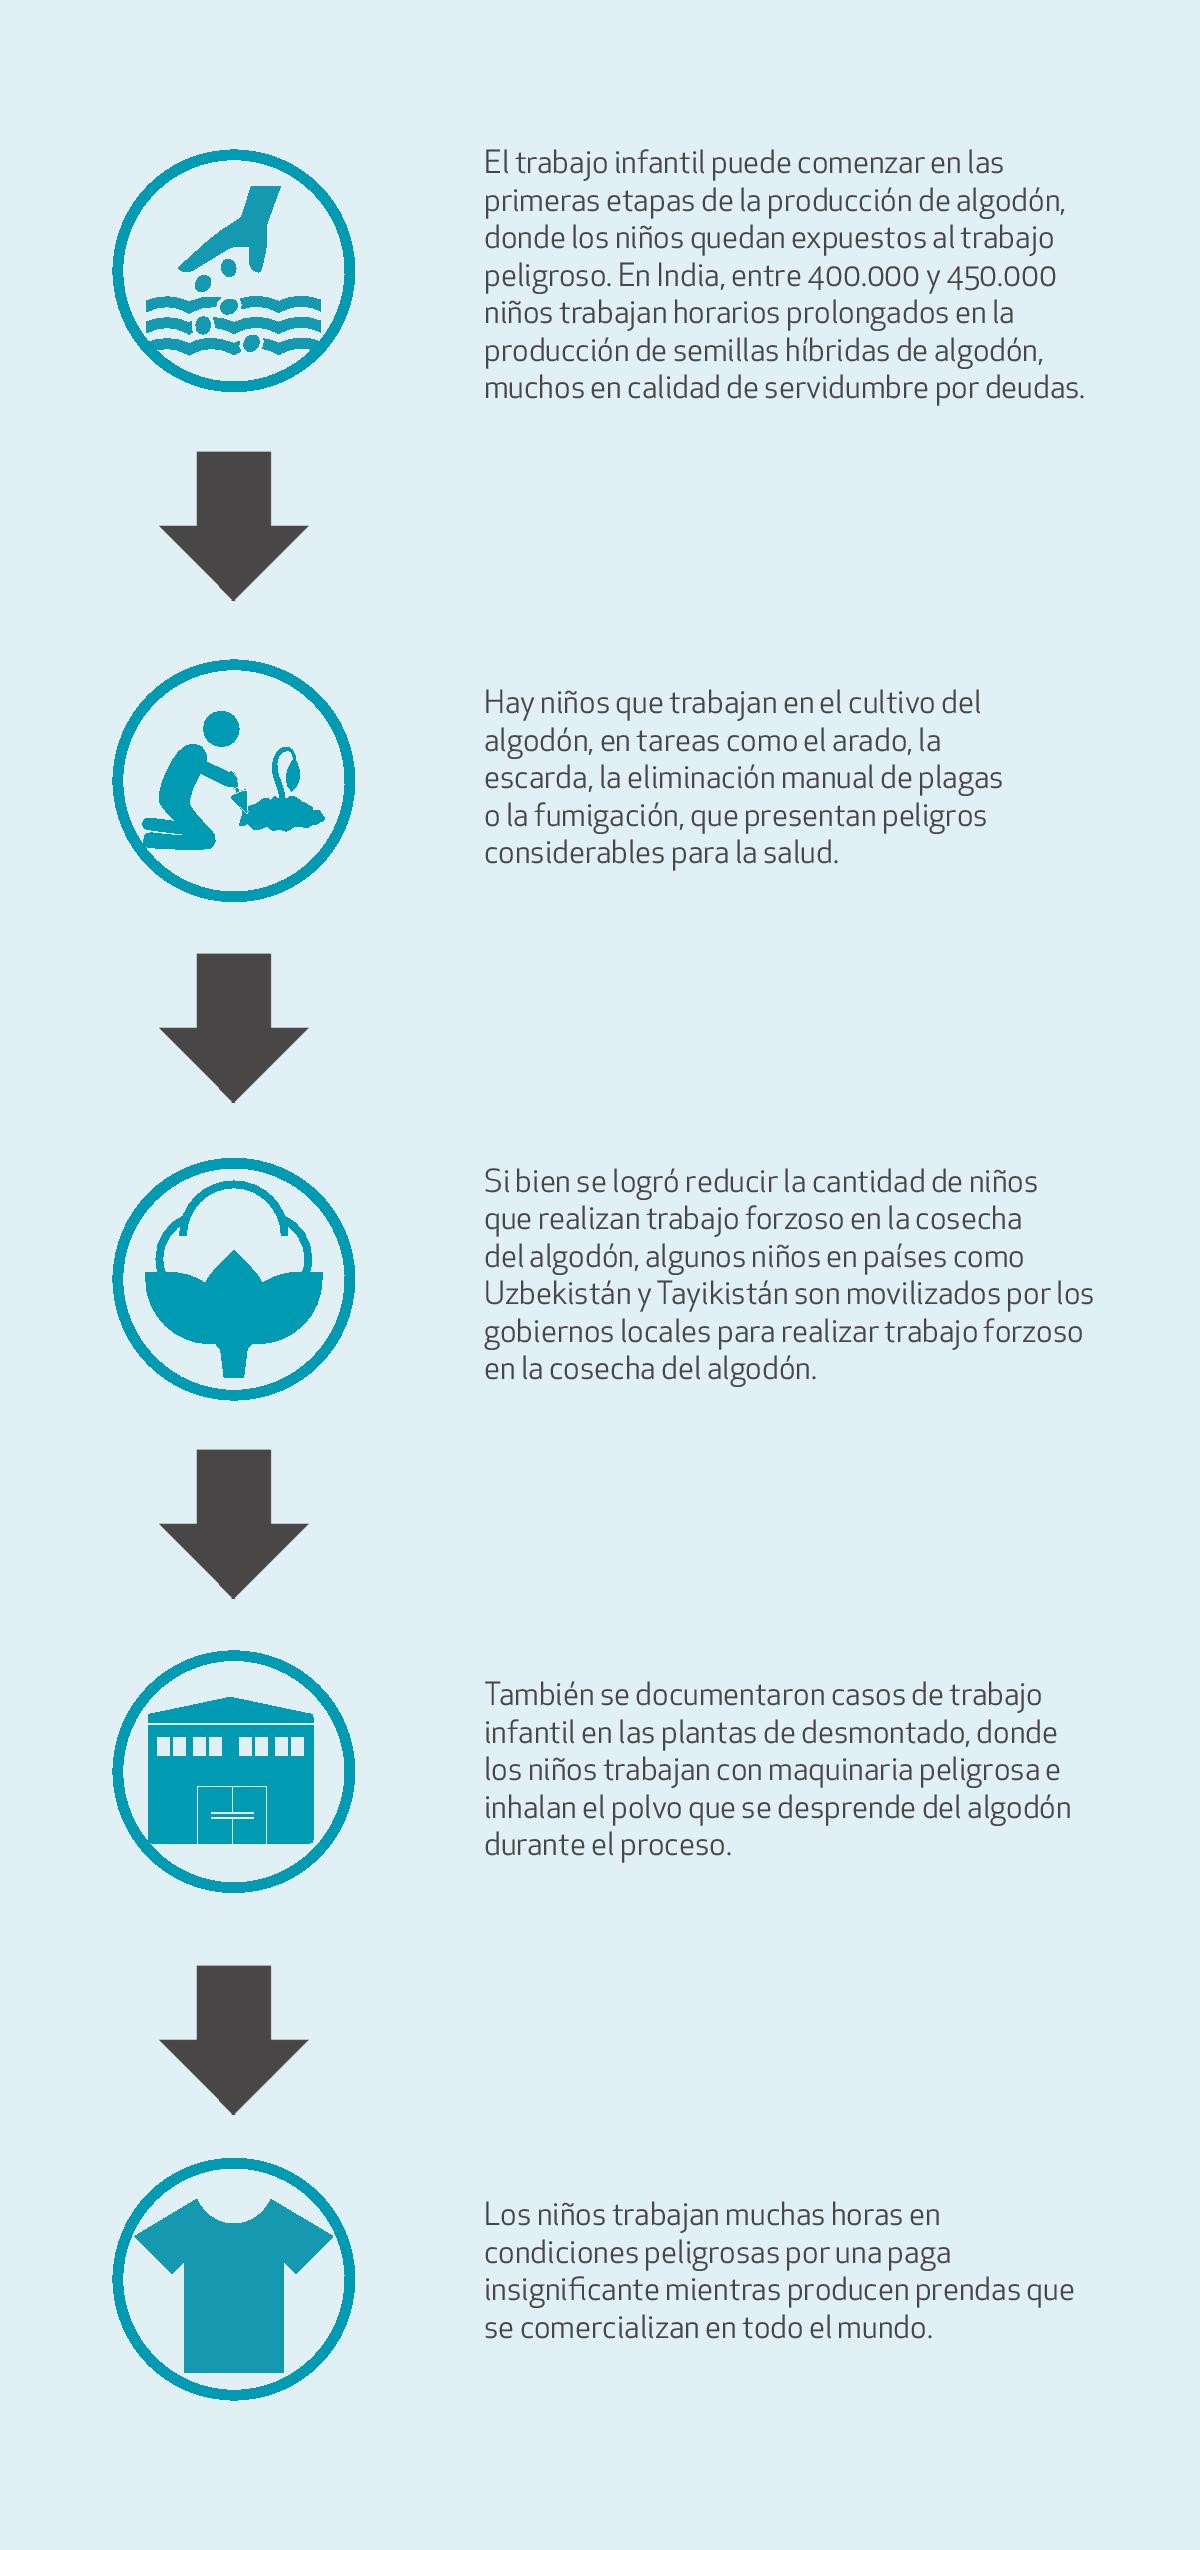 El trabajo infantil puede comenzar en las
primeras etapas de la producción de algodón,
donde los niños quedan expuestos al trabajo
peligroso. En India, entre 400.000 y 450.000
niños trabajan horarios prolongados en la
producción de semillas híbridas de algodón,
muchos en calidad de servidumbre por deudas.
Hay niños que trabajan en el cultivo del
algodón, en tareas como el arado, la
escarda, la eliminación manual de plagas
o la fumigación, que presentan peligros
considerables para la salud.
Si bien se logró reducir la cantidad de niños
que realizan trabajo forzoso en la cosecha
del algodón, algunos niños en países como
Uzbekistán y Tayikistán son movilizados por los
gobiernos locales para realizar trabajo forzoso
en la cosecha del algodón.
También se documentaron casos de trabajo
infantil en las plantas de desmontado, donde
los niños trabajan con maquinaria peligrosa e
inhalan el polvo que se desprende del algodón
durante el proceso.
Los niños trabajan muchas horas en
condiciones peligrosas por una paga
insignificante mientras producen prendas que
se comercializan en todo el mundo.